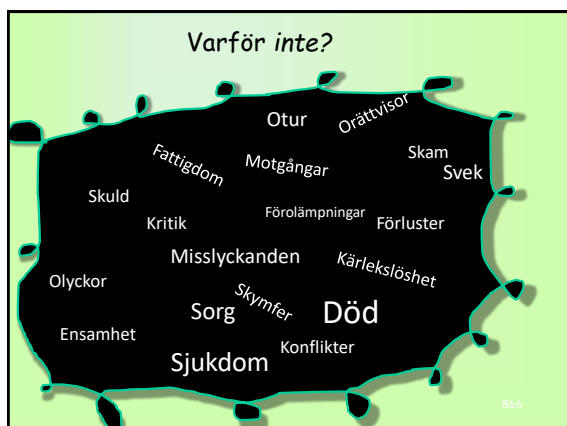 Varför inte?
Otur
Orättvisor
Fattigdom
Motgångar
Skam
Svek
Skuld
Kritik
Förolämpningar
Förluster
Misslyckanden
Kärlekslöshet
Olyckor
Skymfer
Sorg
Död
Ensamhet
Konflikter
Sjukdom
866